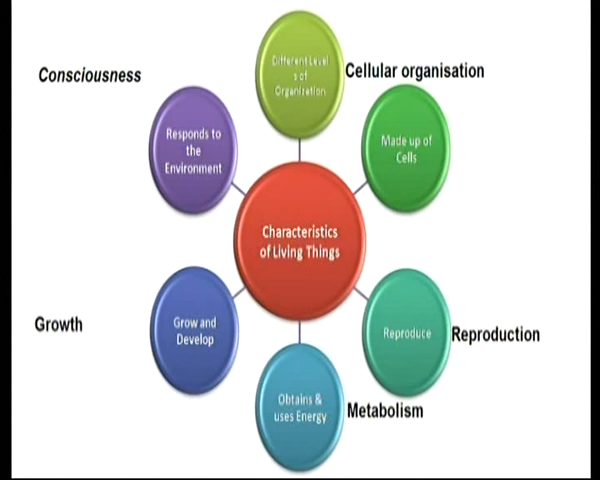 Different Level
s of
Organization
Cellular organisation
Consciousness
Responds to
the
Environment
Made up of
Cells
Characteristics
of Living Things
Growth
Grow and
Develop
Reproduce
Reproduction
Obtains &
uses Energy
Metabolism